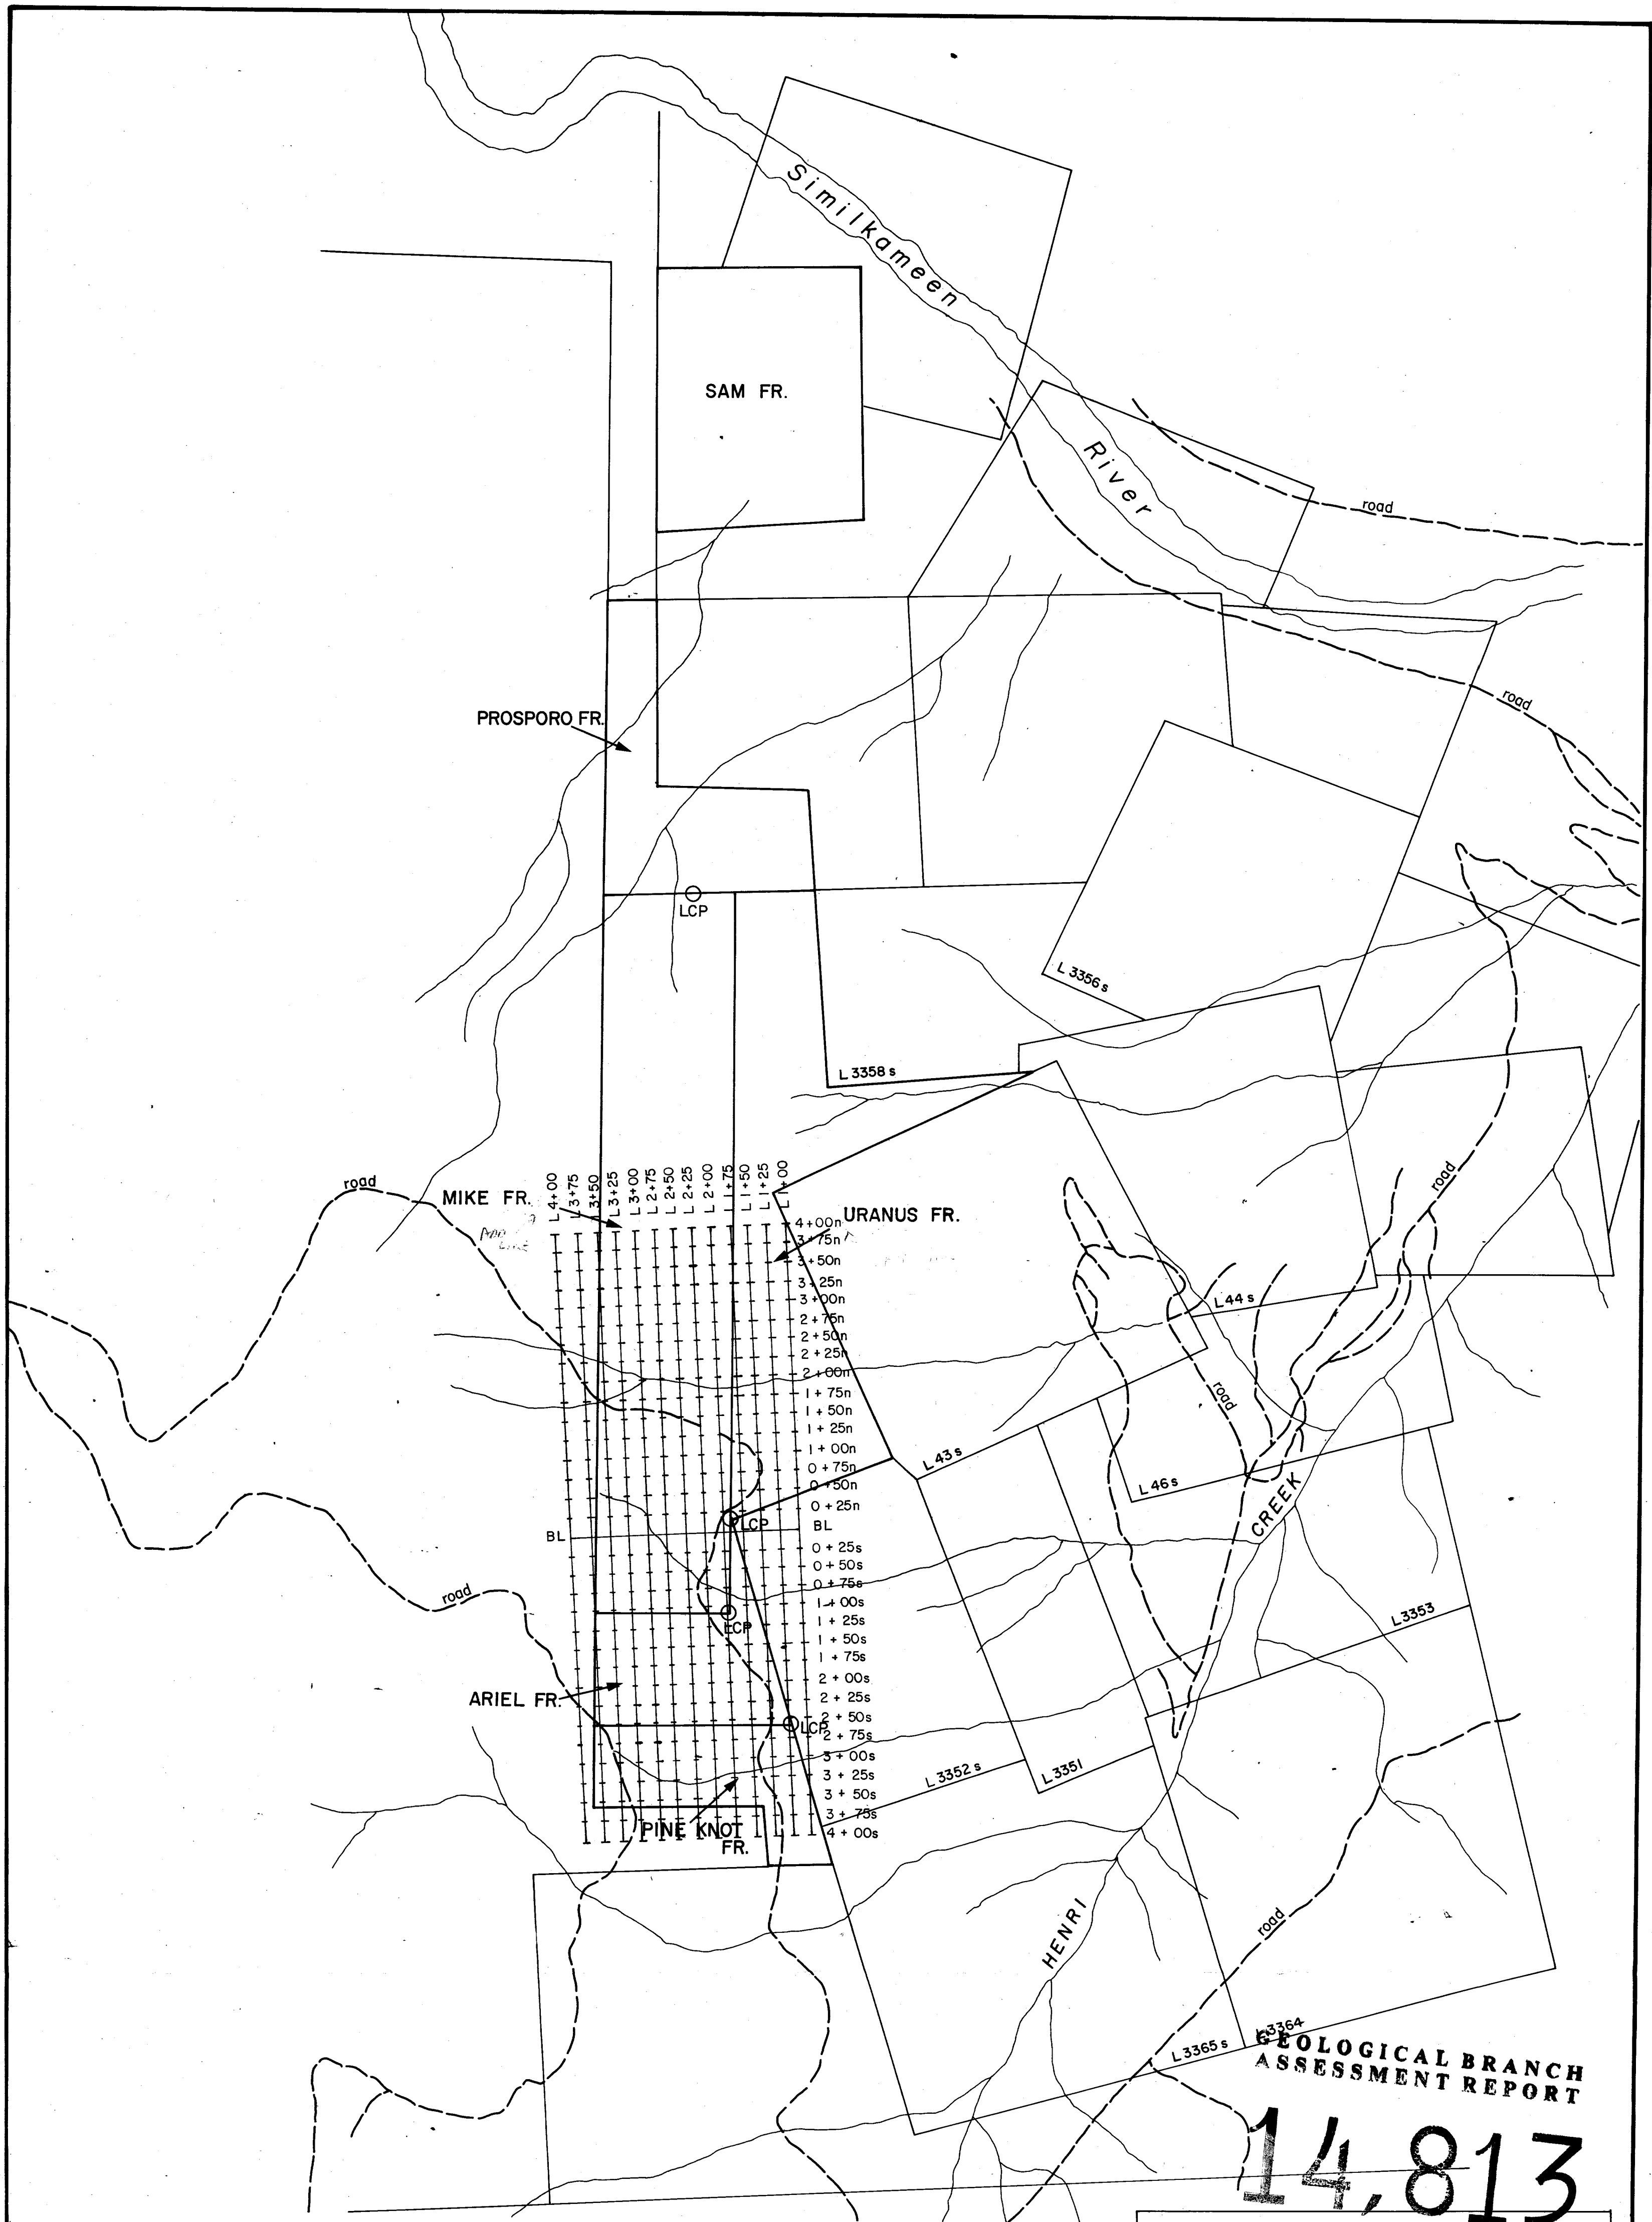 Similkameen
River
SAM FR.
road
road
PROSPORO FR.
LCP
L 3356 s
L 3358 s
road
road
MIKE FR.
L 4+00
L 3+75
L 3+50
L 3+25
L 3+00
L 2+75
L 2+50
L 2+25
L 2+00
L 1+75
L 1+50
L 1+25
L 1+00
URANUS FR.
4+00n
3+75n
3+50n
3+25n
3+00n
2+75n
2+50n
2+25n
2+00n
1+75n
1+50n
1+25n
1+00n
0+75n
0+50n
0+25n
L 44 s
road
L 43 s
L 46 s
CREEK
LCP
BL
BL
0+25s
0+50s
0+75s
1+00s
1+25s
1+50s
1+75s
2+00s
2+25s
2+50s
2+75s
3+00s
3+25s
3+50s
3+75s
4+00s
road
LCP
L3353
ARIEL FR.
LCP
L 3352 s
L 3351
PINE KNOT
FR.
HENRI
road
L 3365 s
L3364
GEOLOGICAL BRANCH
ASSESSMENT REPORT
14,813